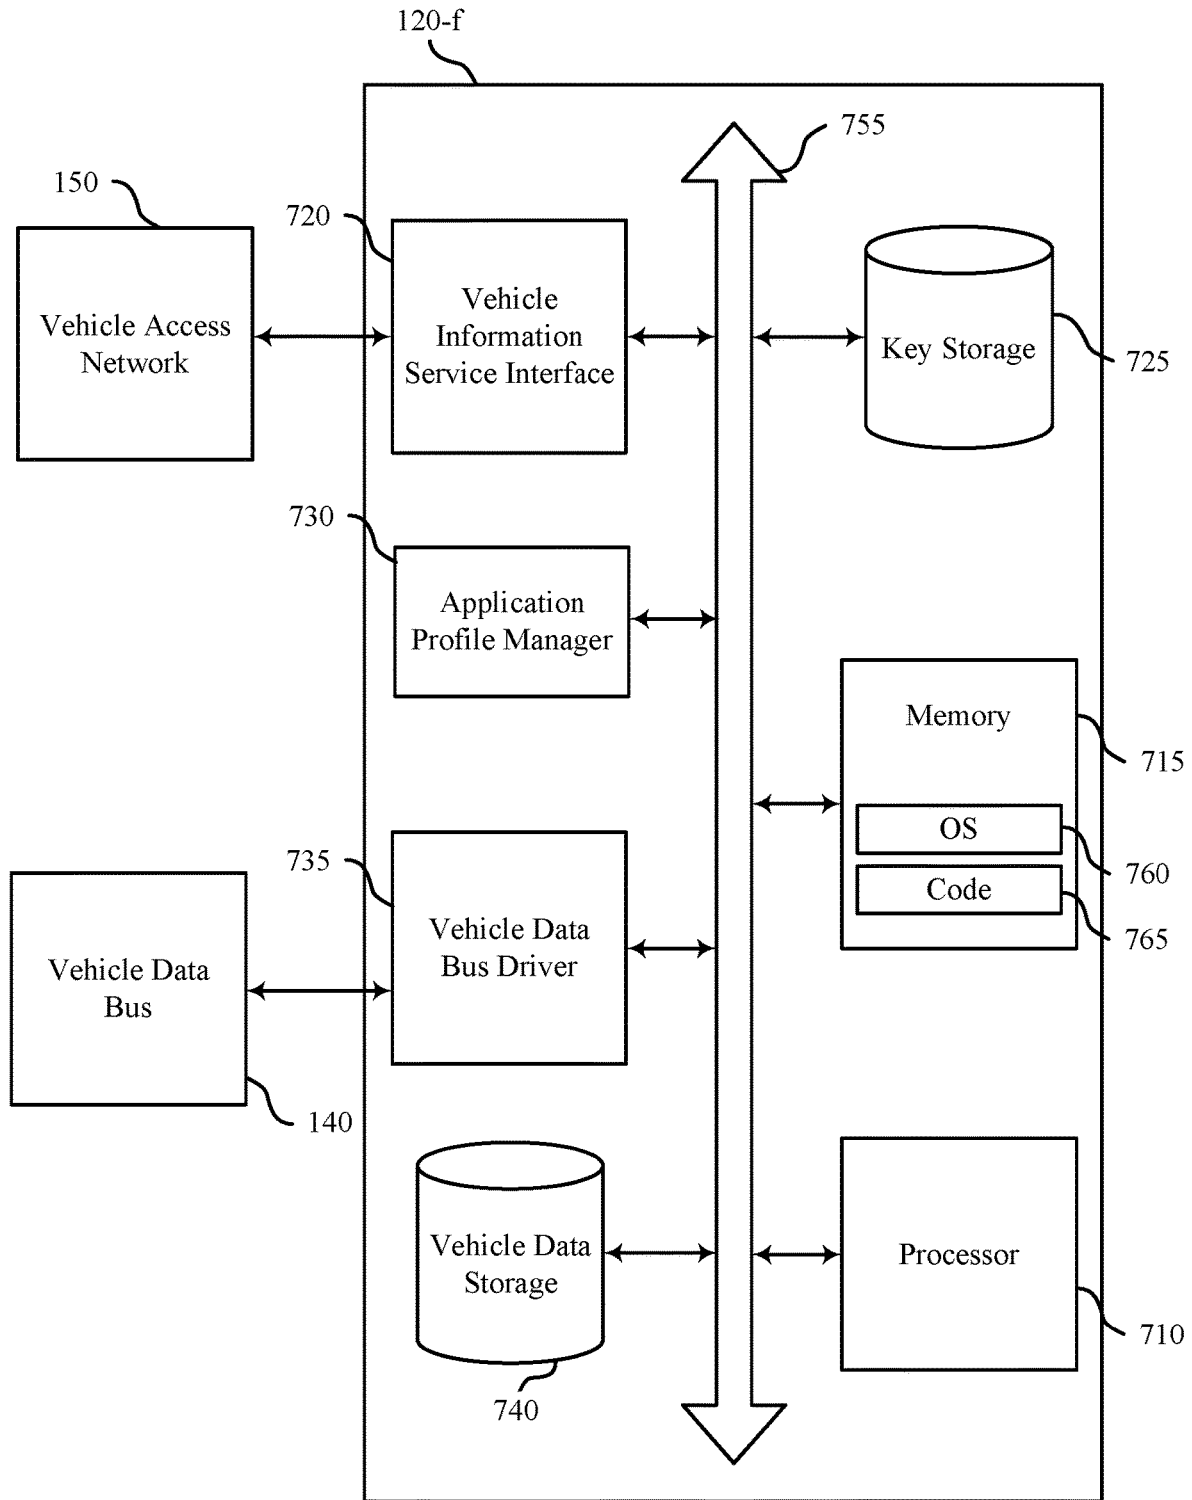 120-f
755
150
720
Vehicle Access
Network
Vehicle
Information
Service Interface
Key Storage
725
730
Application
Profile Manager
Memory
715
OS
760
Code
765
735
Vehicle Data
Bus Driver
Vehicle Data
Bus
140
Vehicle Data
Storage
740
Processor
710